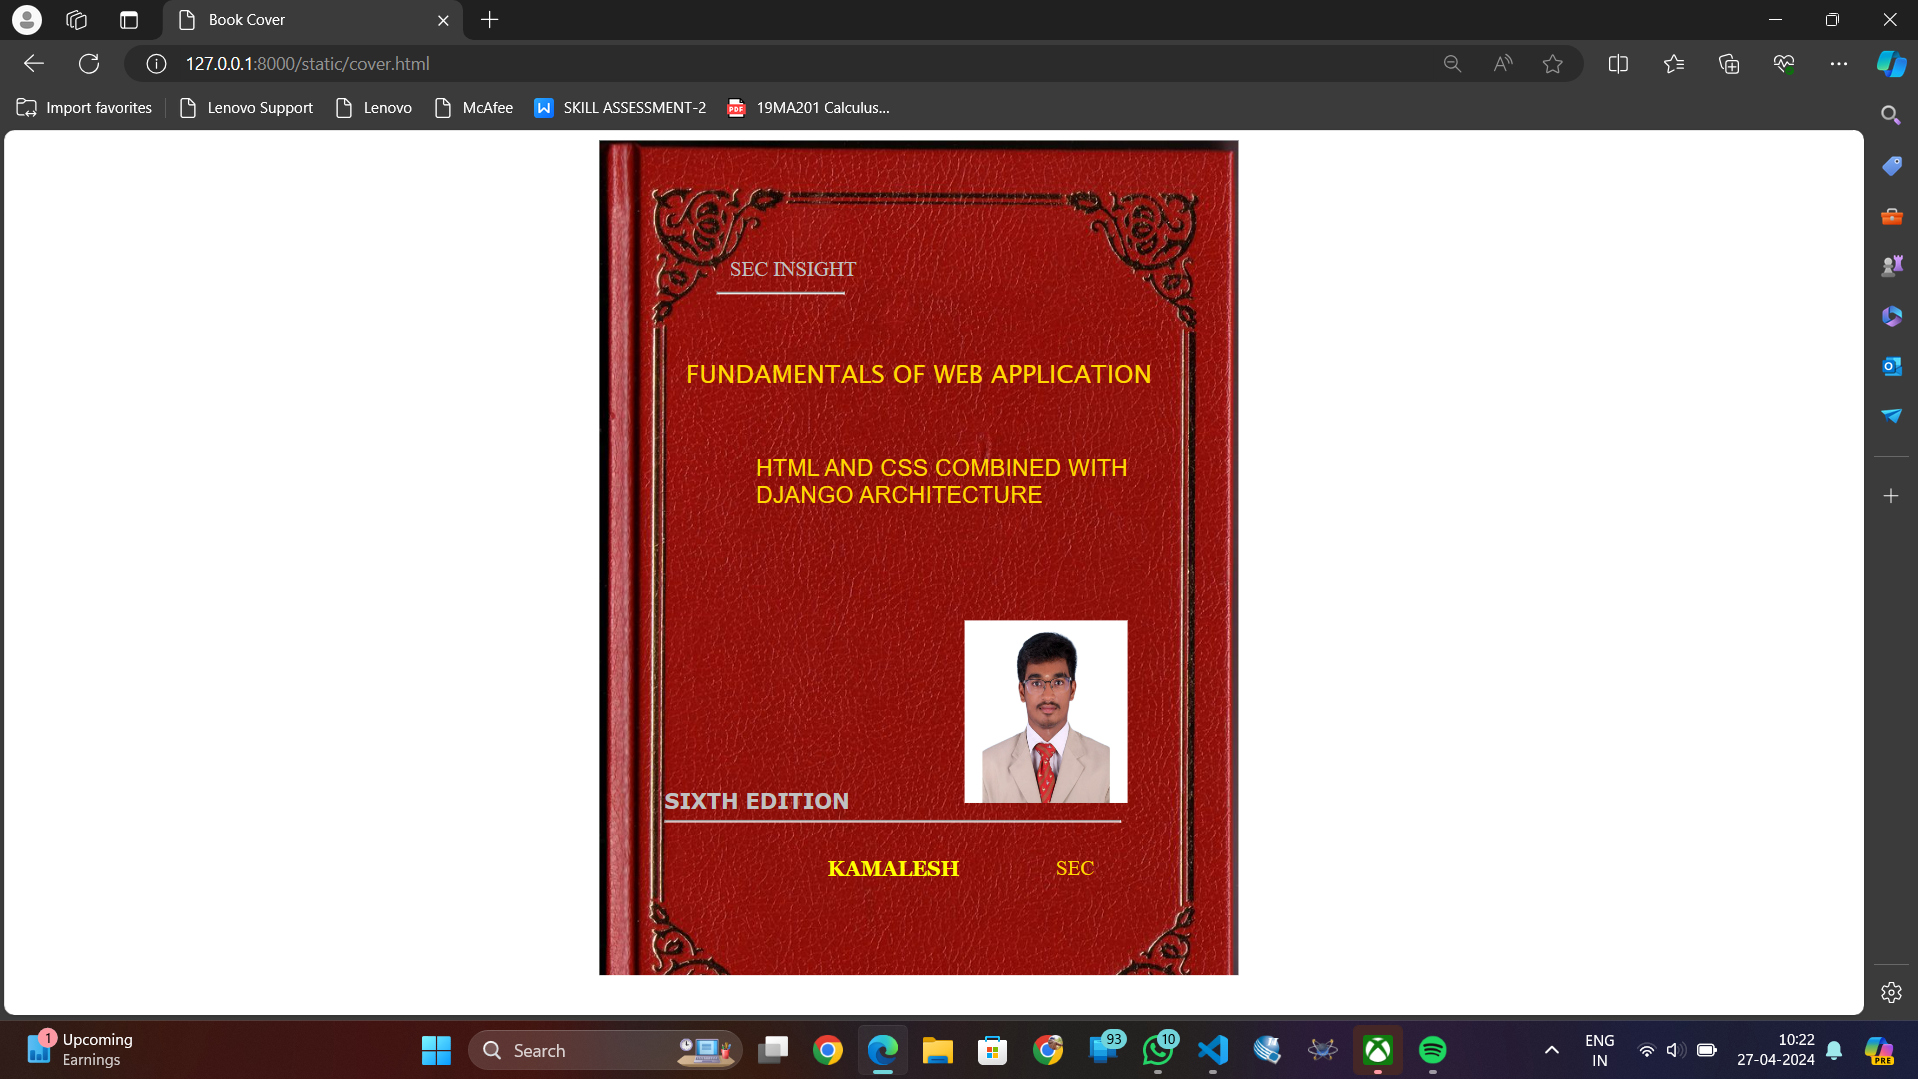 Book Cover
127.0.0.1:8000/static/cover.html
Import favorites
Lenovo Support
Lenovo
McAfee
SKILL ASSESSMENT-2
19MA201 Calculus...
SEC INSIGHT
FUNDAMENTALS OF WEB APPLICATION
HTML AND CSS COMBINED WITH
DJANGO ARCHITECTURE
SIXTH EDITION
KAMALESH SEC
1
Upcoming
Earnings
Search
93
10
ENG
IN
10:22
27-04-2024
PRE